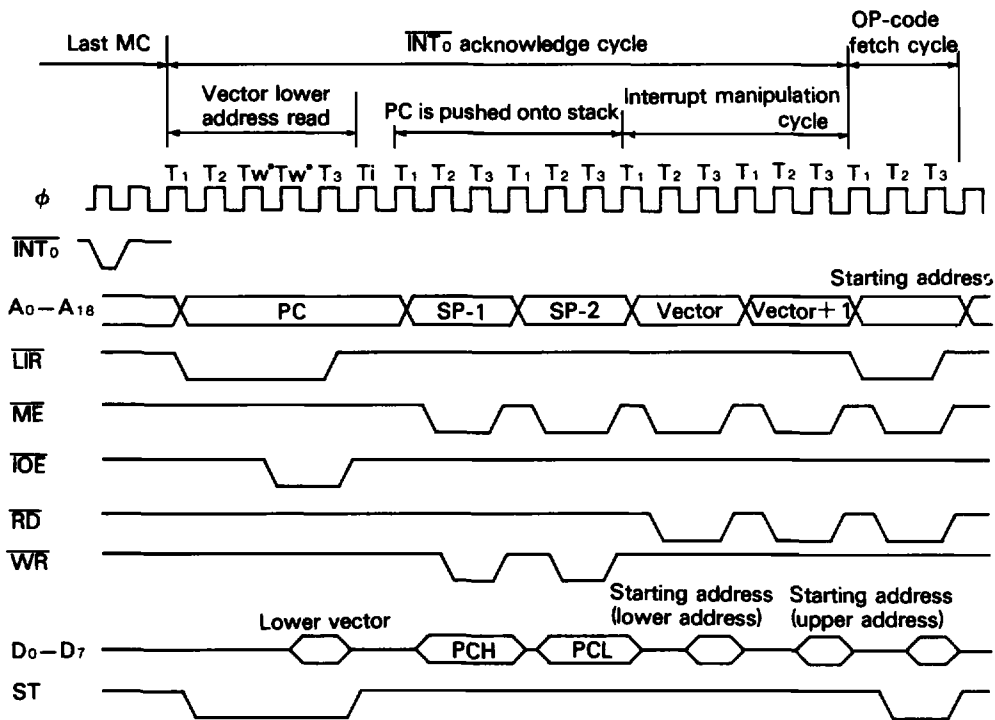 Last MC
INT₀ acknowledge cycle
OP-code
fetch cycle
Vector lower
address read
PC is pushed onto stack
Interrupt manipulation
cycle
T₁ T₂ Tw* Tw* T₃ Ti T₁ T₂ T₃ T₁ T₂ T₃ T₁ T₂ T₃ T₁ T₂ T₃ T₁ T₂ T₃
ϕ
INT₀
Starting address
A₀−A₁₈ PC SP-1 SP-2 Vector Vector+1
LIR
ME
IOE
RD
WR
Starting address
(lower address)
Starting address
(upper address)
Lower vector
D₀−D₇ PCH PCL
ST